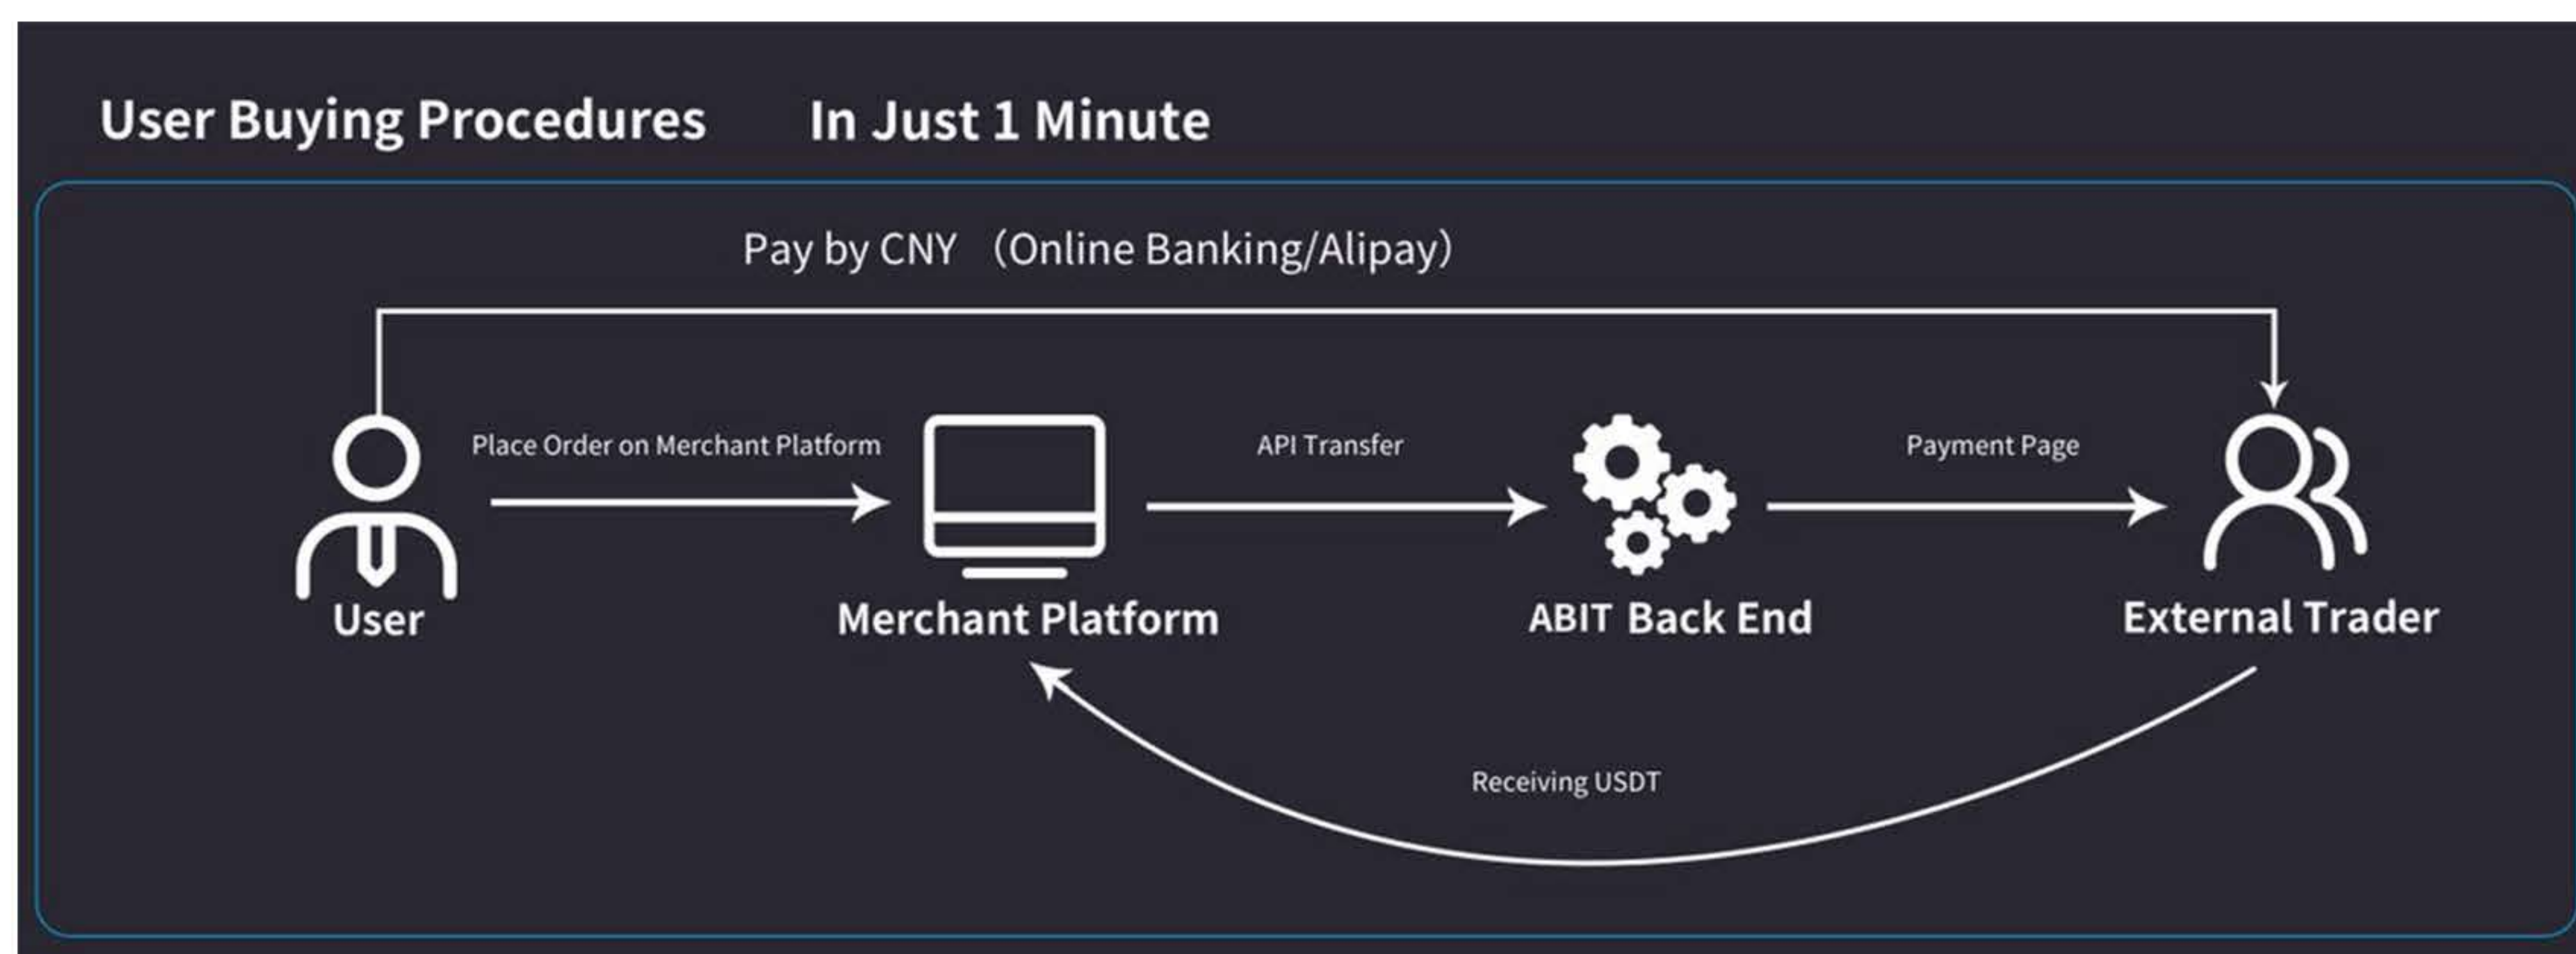 User Buying Procedures In Just 1 Minute
Pay by CNY （Online Banking/Alipay）
Place Order on Merchant Platform
API Transfer
Payment Page
User
Merchant Platform
ABIT Back End
External Trader
Receiving USDT